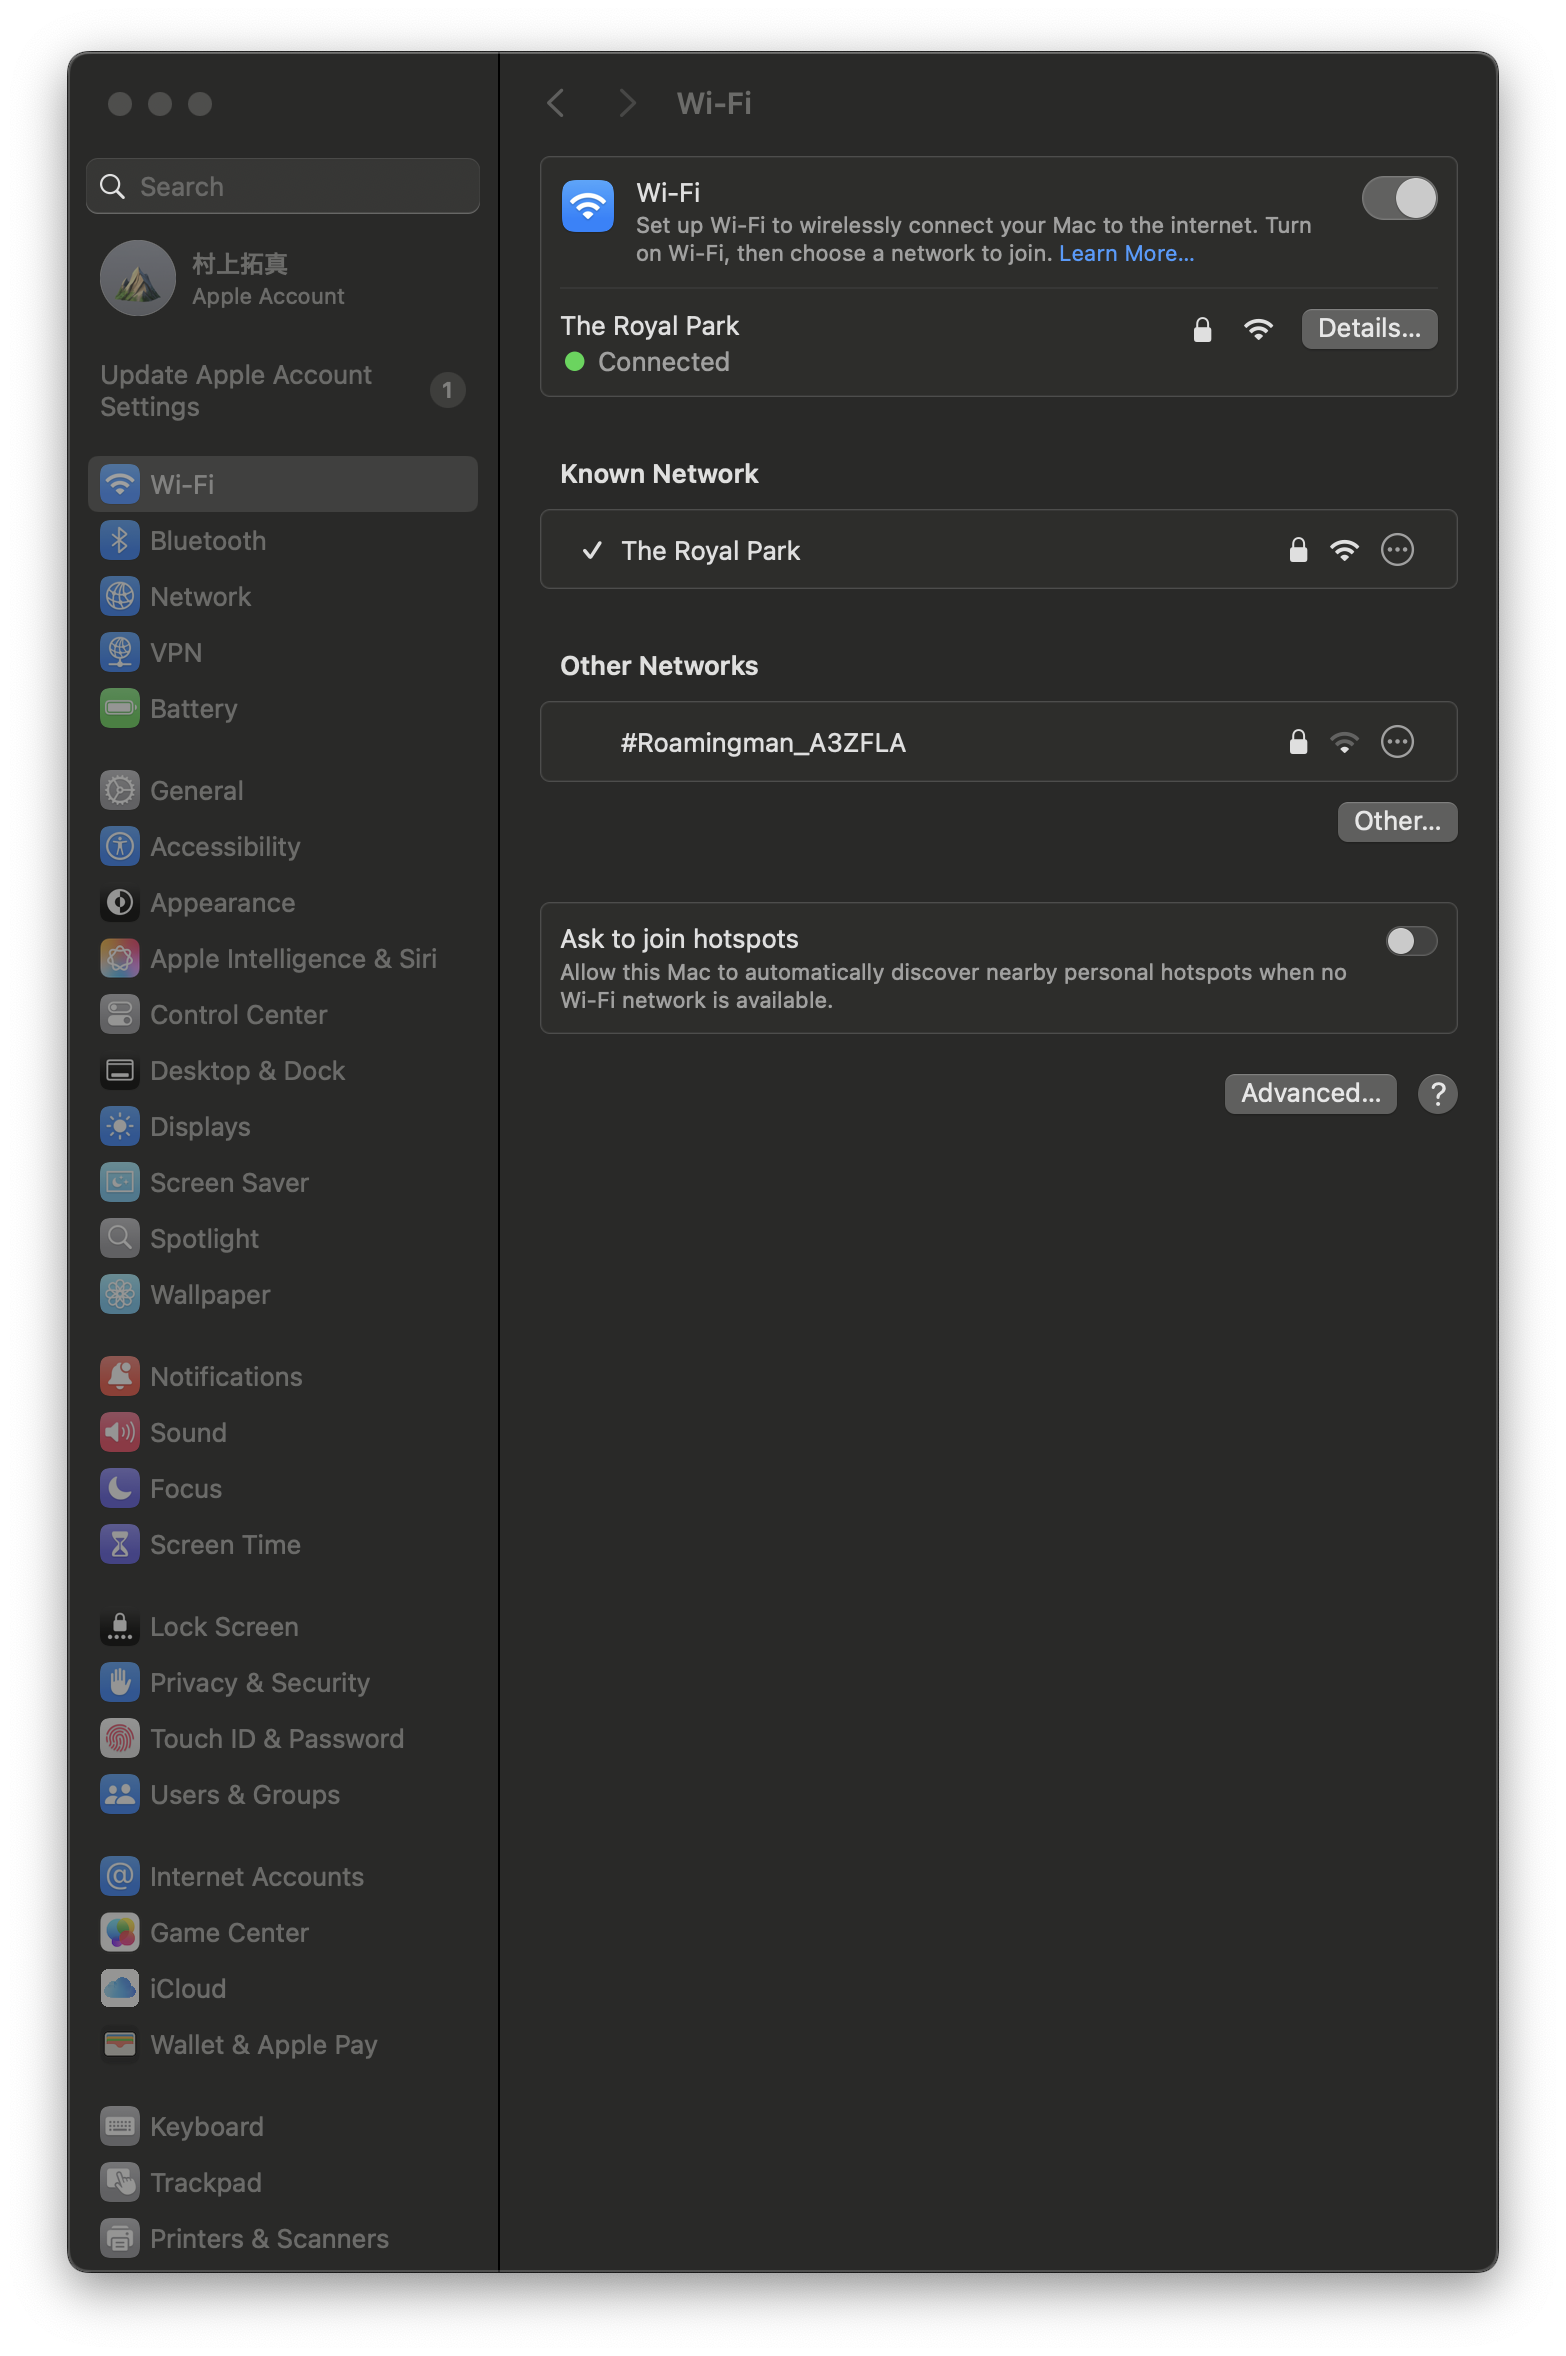 Search
村上拓真
Apple Account
Update Apple Account
Settings
1
Wi-Fi
Bluetooth
Network
VPN
Battery
General
Accessibility
Appearance
Apple Intelligence & Siri
Control Center
Desktop & Dock
Displays
Screen Saver
Spotlight
Wallpaper
Notifications
Sound
Focus
Screen Time
Lock Screen
Privacy & Security
Touch ID & Password
Users & Groups
Internet Accounts
Game Center
iCloud
Wallet & Apple Pay
Keyboard
Trackpad
Printers & Scanners
Wi-Fi
Wi-Fi
Set up Wi-Fi to wirelessly connect your Mac to the internet. Turn
on Wi-Fi, then choose a network to join. Learn More...
The Royal Park
Details...
Connected
Known Network
The Royal Park
Other Networks
#Roamingman_A3ZFLA
Other...
Ask to join hotspots
Allow this Mac to automatically discover nearby personal hotspots when no
Wi-Fi network is available.
Advanced...
?